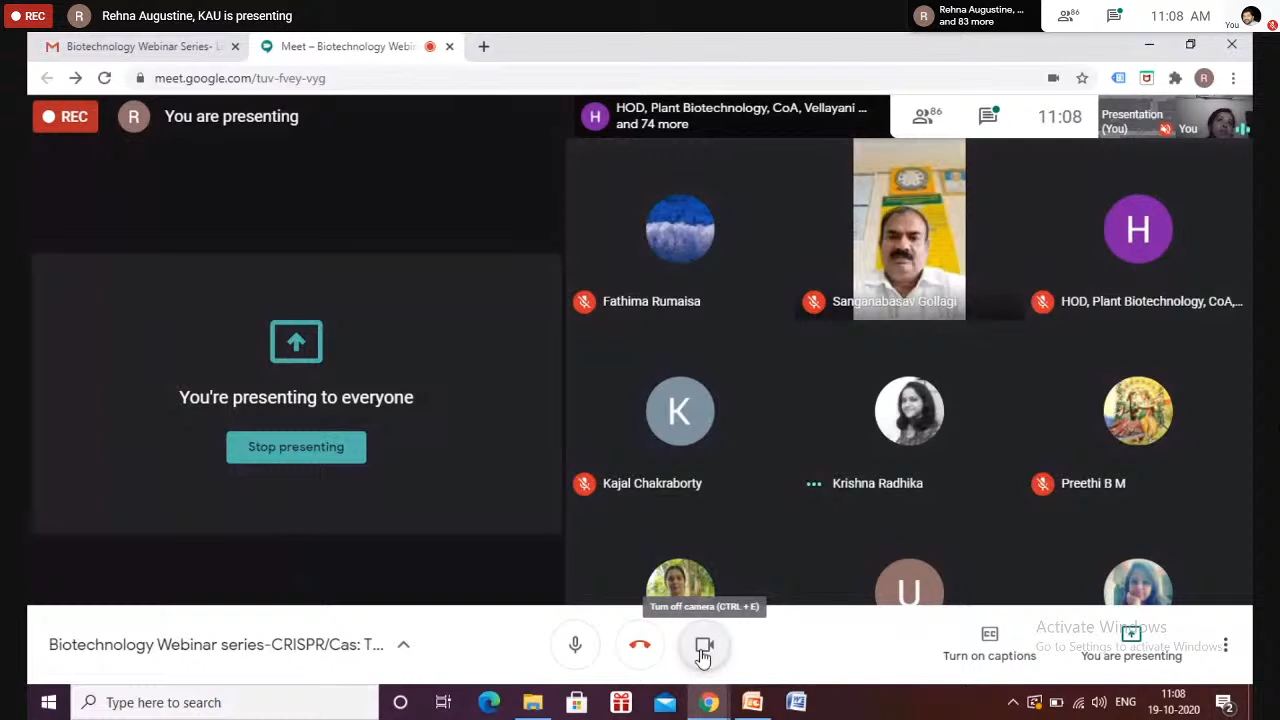 REC
R
Rehna Augustine, KAU is presenting
R
Rehna Augustine, ...
and 83 more
86
11:08 AM
You
Biotechnology Webinar Series- L
Meet – Biotechnology Webin
meet.google.com/tuv-fvey-vyg
R
REC
R
You are presenting
H
HOD, Plant Biotechnology, CoA, Vellayani ...
and 74 more
86
11:08
Presentation
(You)
You
H
Fathima Rumaisa
Sanganabasav Gollagi
HOD, Plant Biotechnology, CoA,...
You're presenting to everyone
Stop presenting
K
Kajal Chakraborty
Krishna Radhika
Preethi B M
U
Turn off camera (CTRL + E)
Biotechnology Webinar series-CRISPR/Cas: T...
Turn on captions
You are presenting
Activate Windows
Go to Settings to activate Windows.
Type here to search
ENG
11:08
19-10-2020
2